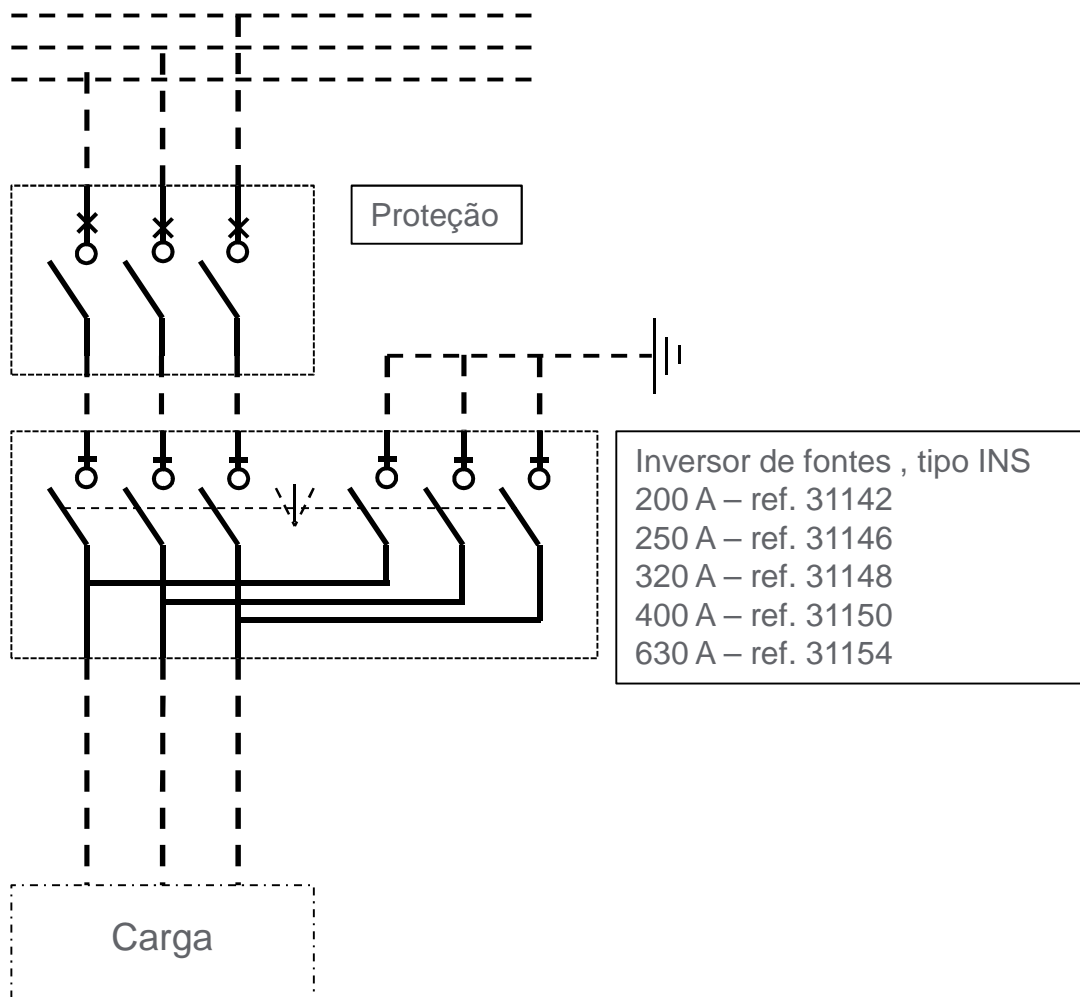 Proteção
Inversor de fontes , tipo INS
200 A – ref. 31142
250 A – ref. 31146
320 A – ref. 31148
400 A – ref. 31150
630 A – ref. 31154
Carga